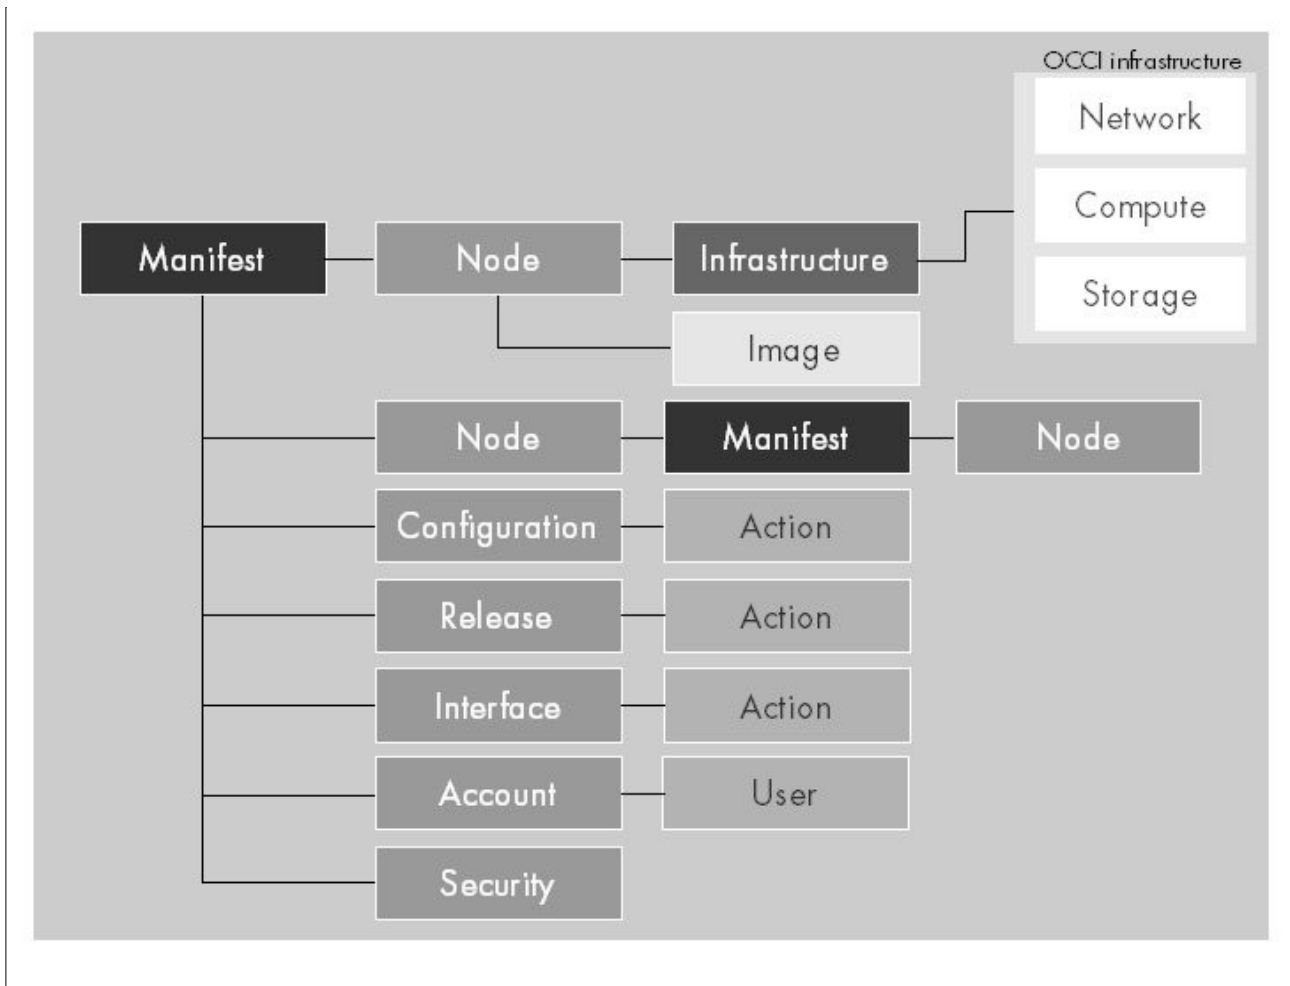 OCCI infrastructure
Network
Compute
Storage
Manifest
Node
Infrastructure
Image
Node
Manifest
Node
Configuration
Action
Release
Action
Interface
Action
Account
User
Security